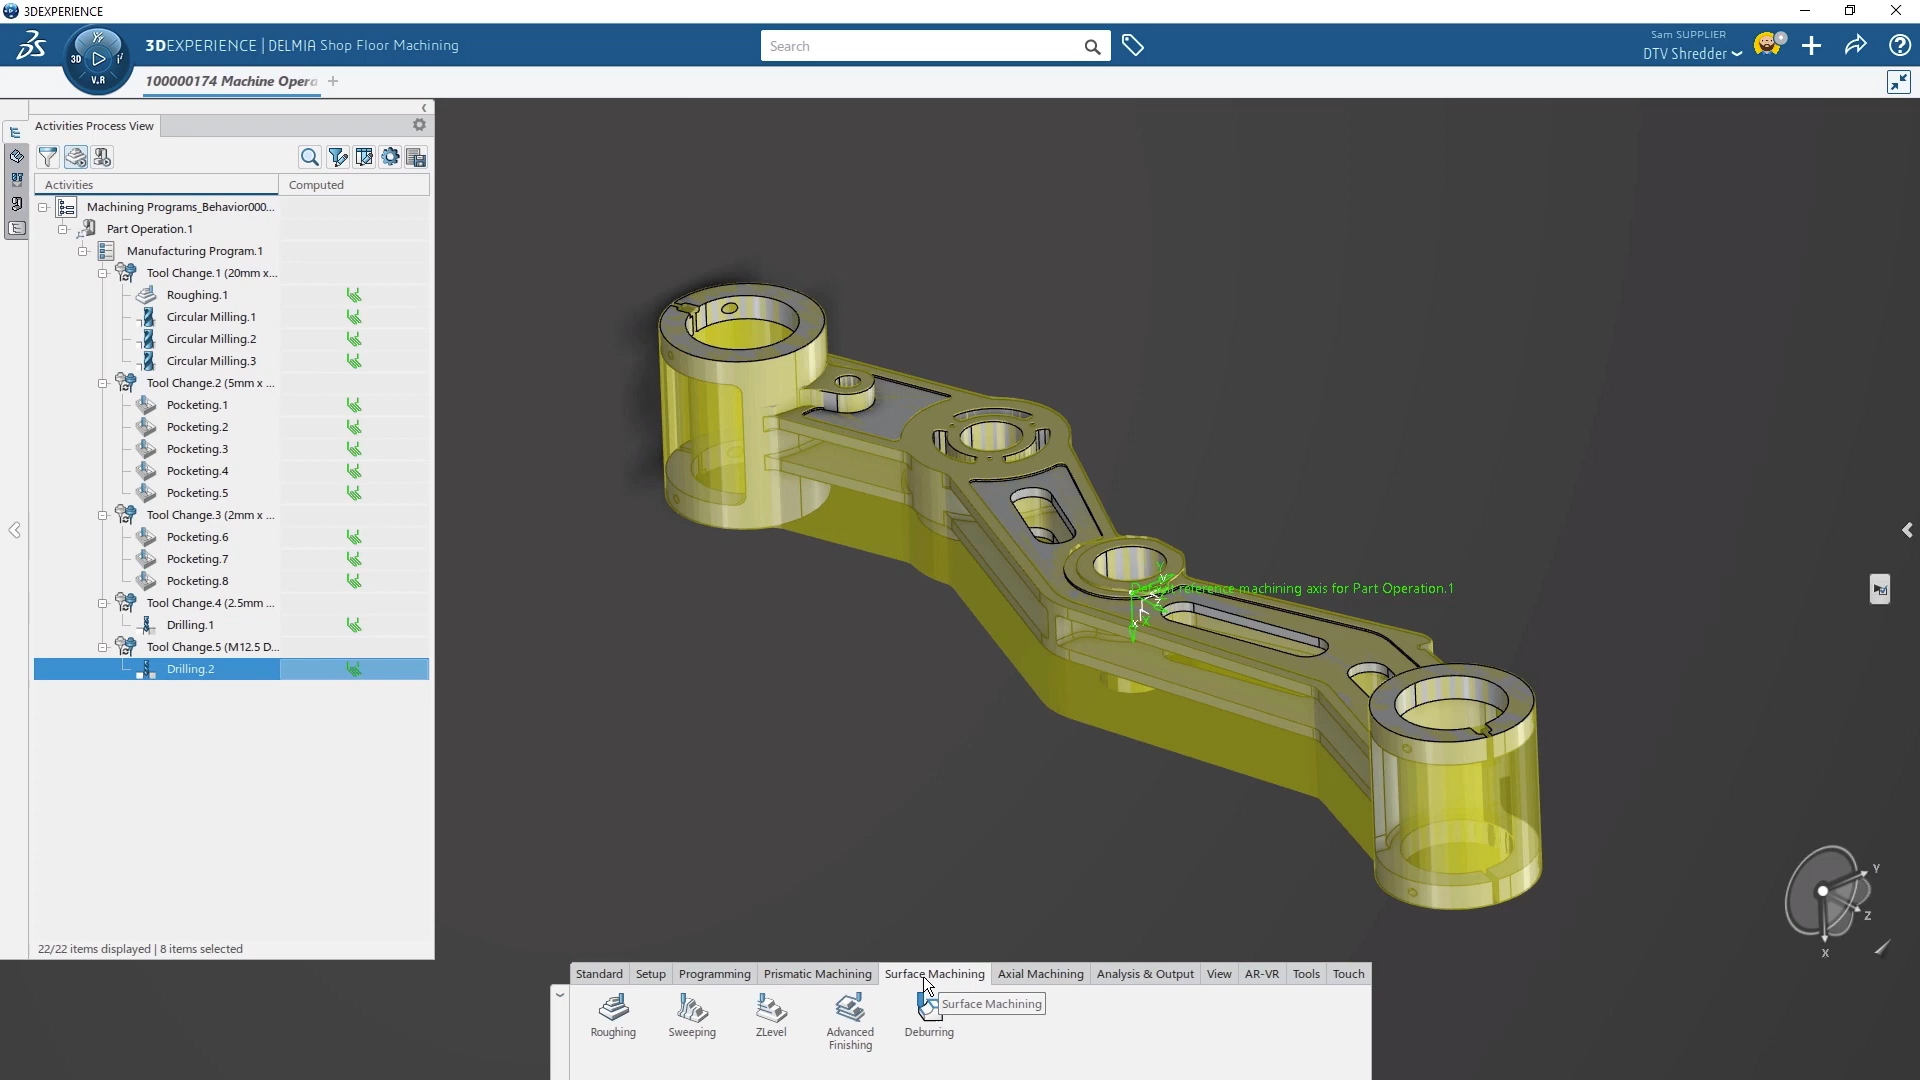 3DEXPERIENCE
3DEXPERIENCE | DELMIA Shop Floor Machining
Search
Sam SUPPLIER
DTV Shredder
3D
V.R
100000174 Machine Opera
Activities Process View
Activities Computed
Machining Programs_Behavior000...
Part Operation.1
Manufacturing Program.1
Tool Change.1 (20mm x...
Roughing.1
Circular Milling.1
Circular Milling.2
Circular Milling.3
Tool Change.2 (5mm x ...
Pocketing.1
Pocketing.2
Pocketing.3
Pocketing.4
Pocketing.5
Tool Change.3 (2mm x ...
Pocketing.6
Pocketing.7
Pocketing.8
Tool Change.4 (2.5mm ...
Drilling.1
Tool Change.5 (M12.5 D...
Drilling.2
22/22 items displayed | 8 items selected
Default reference machining axis for Part Operation.1
Y
Z
X
Standard Setup Programming Prismatic Machining Surface Machining Axial Machining Analysis & Output View AR-VR Tools Touch
Surface Machining
Roughing Sweeping ZLevel Advanced Finishing Deburring